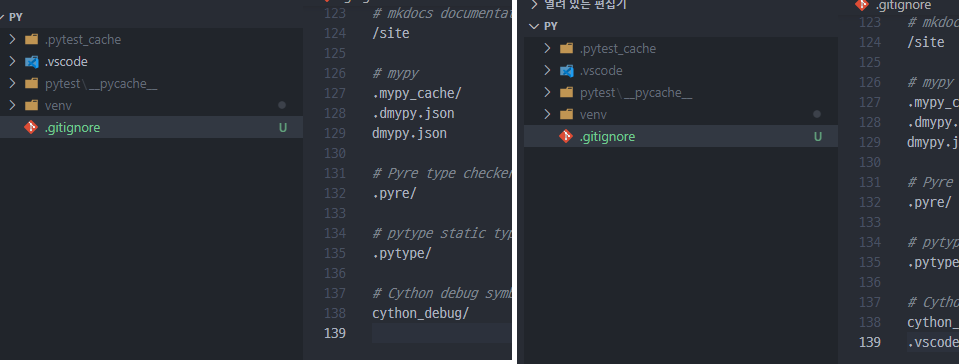 PY
.pytest_cache
.vscode
pytest\__pycache__
venv
.gitignore U
123 # mkdocs documentat
124 /site
125
126 # mypy
127 .mypy_cache/
128 .dmypy.json
129 dmypy.json
130
131 # Pyre type checker
132 .pyre/
133
134 # pytype static typ
135 .pytype/
136
137 # Cython debug symb
138 cython_debug/
139
열려 있는 편집기
PY
.pytest_cache
.vscode
pytest\__pycache__
venv
.gitignore U
.gitignore
123 # mkdoc
124 /site
125
126 # mypy
127 .mypy_c
128 .dmypy.
129 dmypy.j
130
131 # Pyre
132 .pyre/
133
134 # pytyp
135 .pytype
136
137 # Cytho
138 cython_
139 .vscode